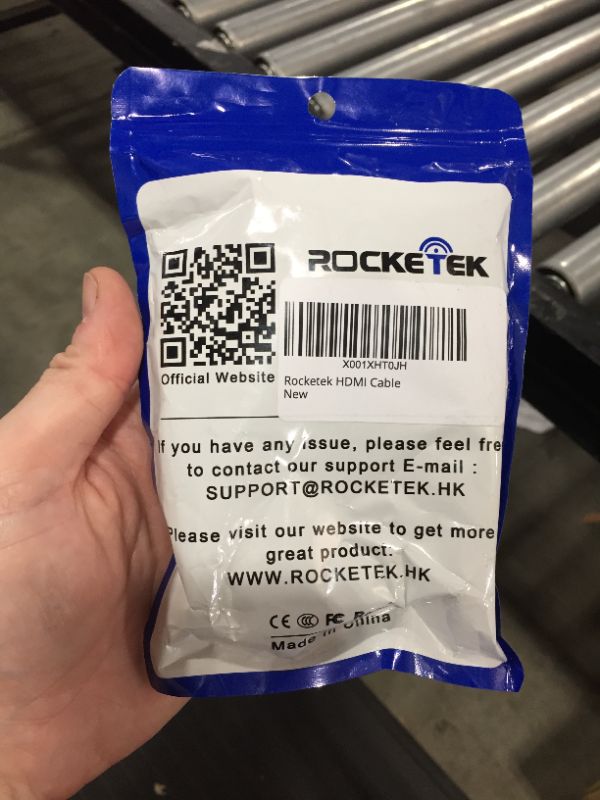 ROCKETEK
X001XHT0JH
Official Website
Rocketek HDMI Cable
New
If you have any issue, please feel fre
to contact our support E-mail :
SUPPORT@ROCKETEK.HK
Please visit our website to get more
great product:
WWW.ROCKETEK.HK
CE CCC FC
Made in China